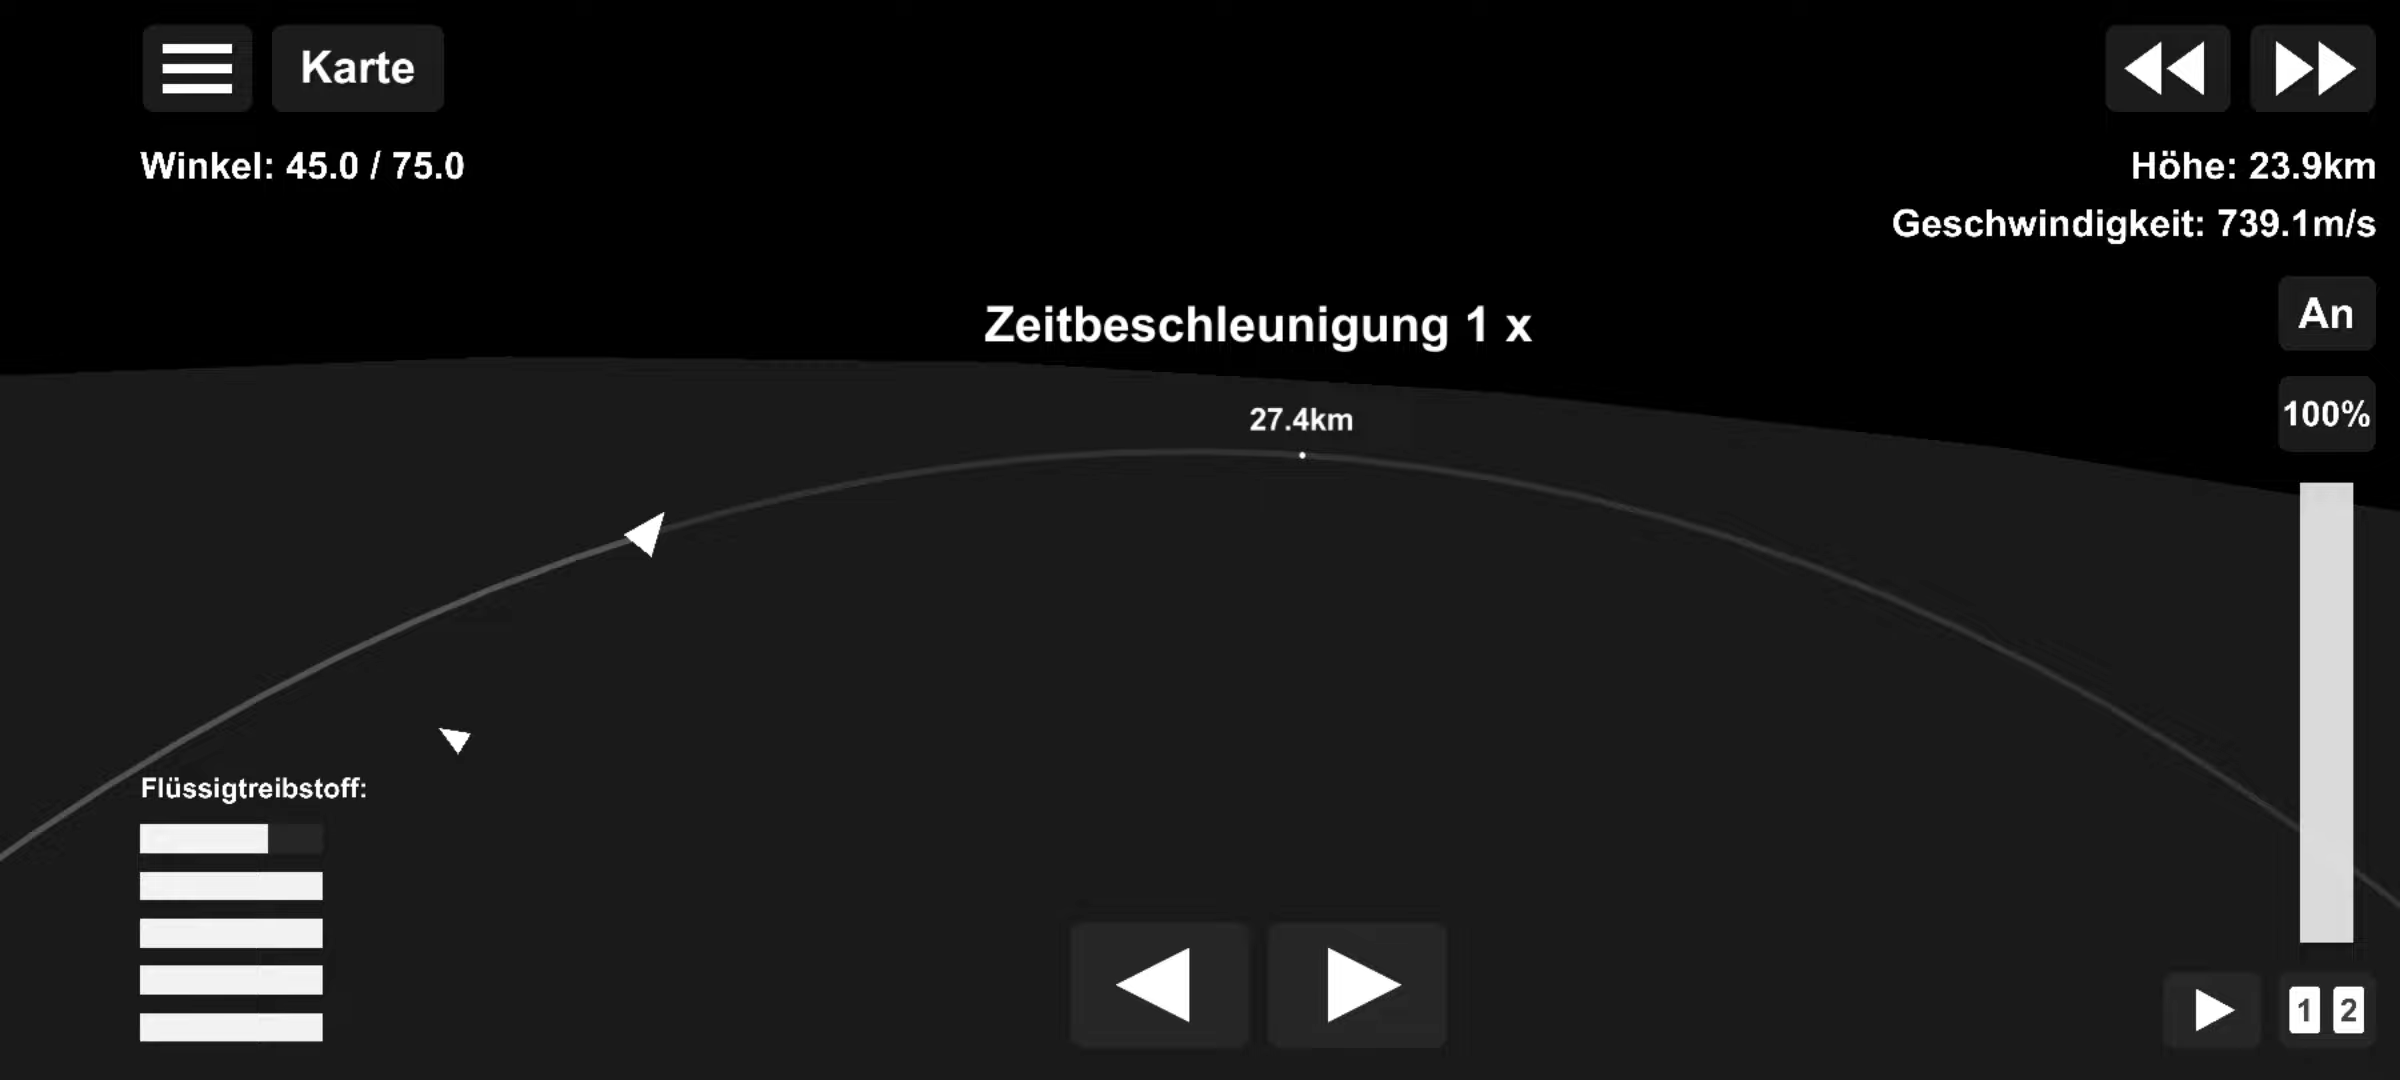 Karte
Winkel: 45.0 / 75.0
Höhe: 23.9km
Geschwindigkeit: 739.1m/s
Zeitbeschleunigung 1 x
An
100%
27.4km
Flüssigtreibstoff:
1 2